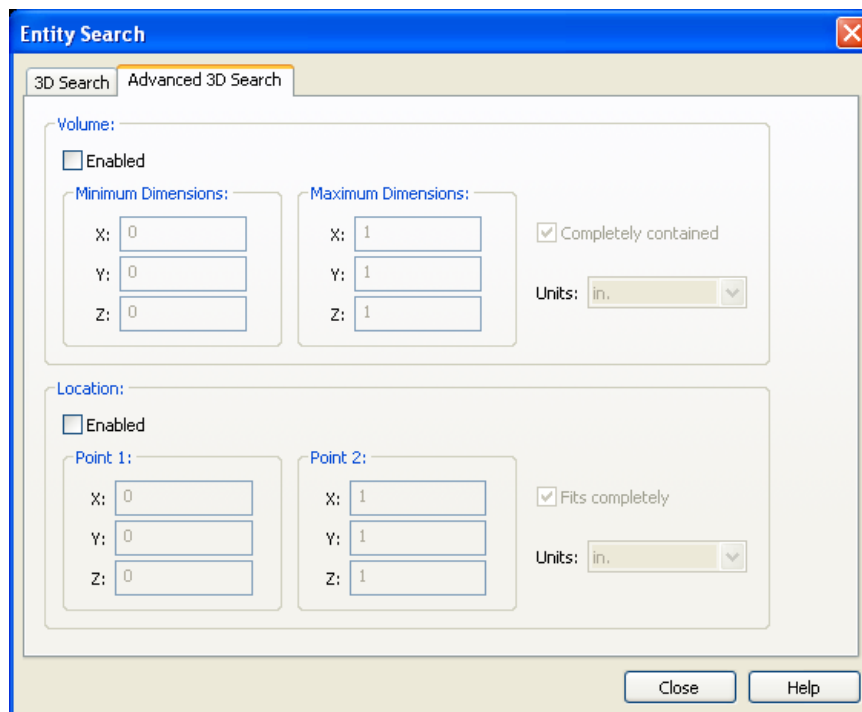 Entity Search
3D Search Advanced 3D Search
Volume:
Enabled
Minimum Dimensions: Maximum Dimensions:
X: 0 X: 1 Completely contained
Y: 0 Y: 1
Units: in.
Z: 0 Z: 1
Location:
Enabled
Point 1: Point 2:
X: 0 X: 1 Fits completely
Y: 0 Y: 1
Units: in.
Z: 0 Z: 1
Close Help